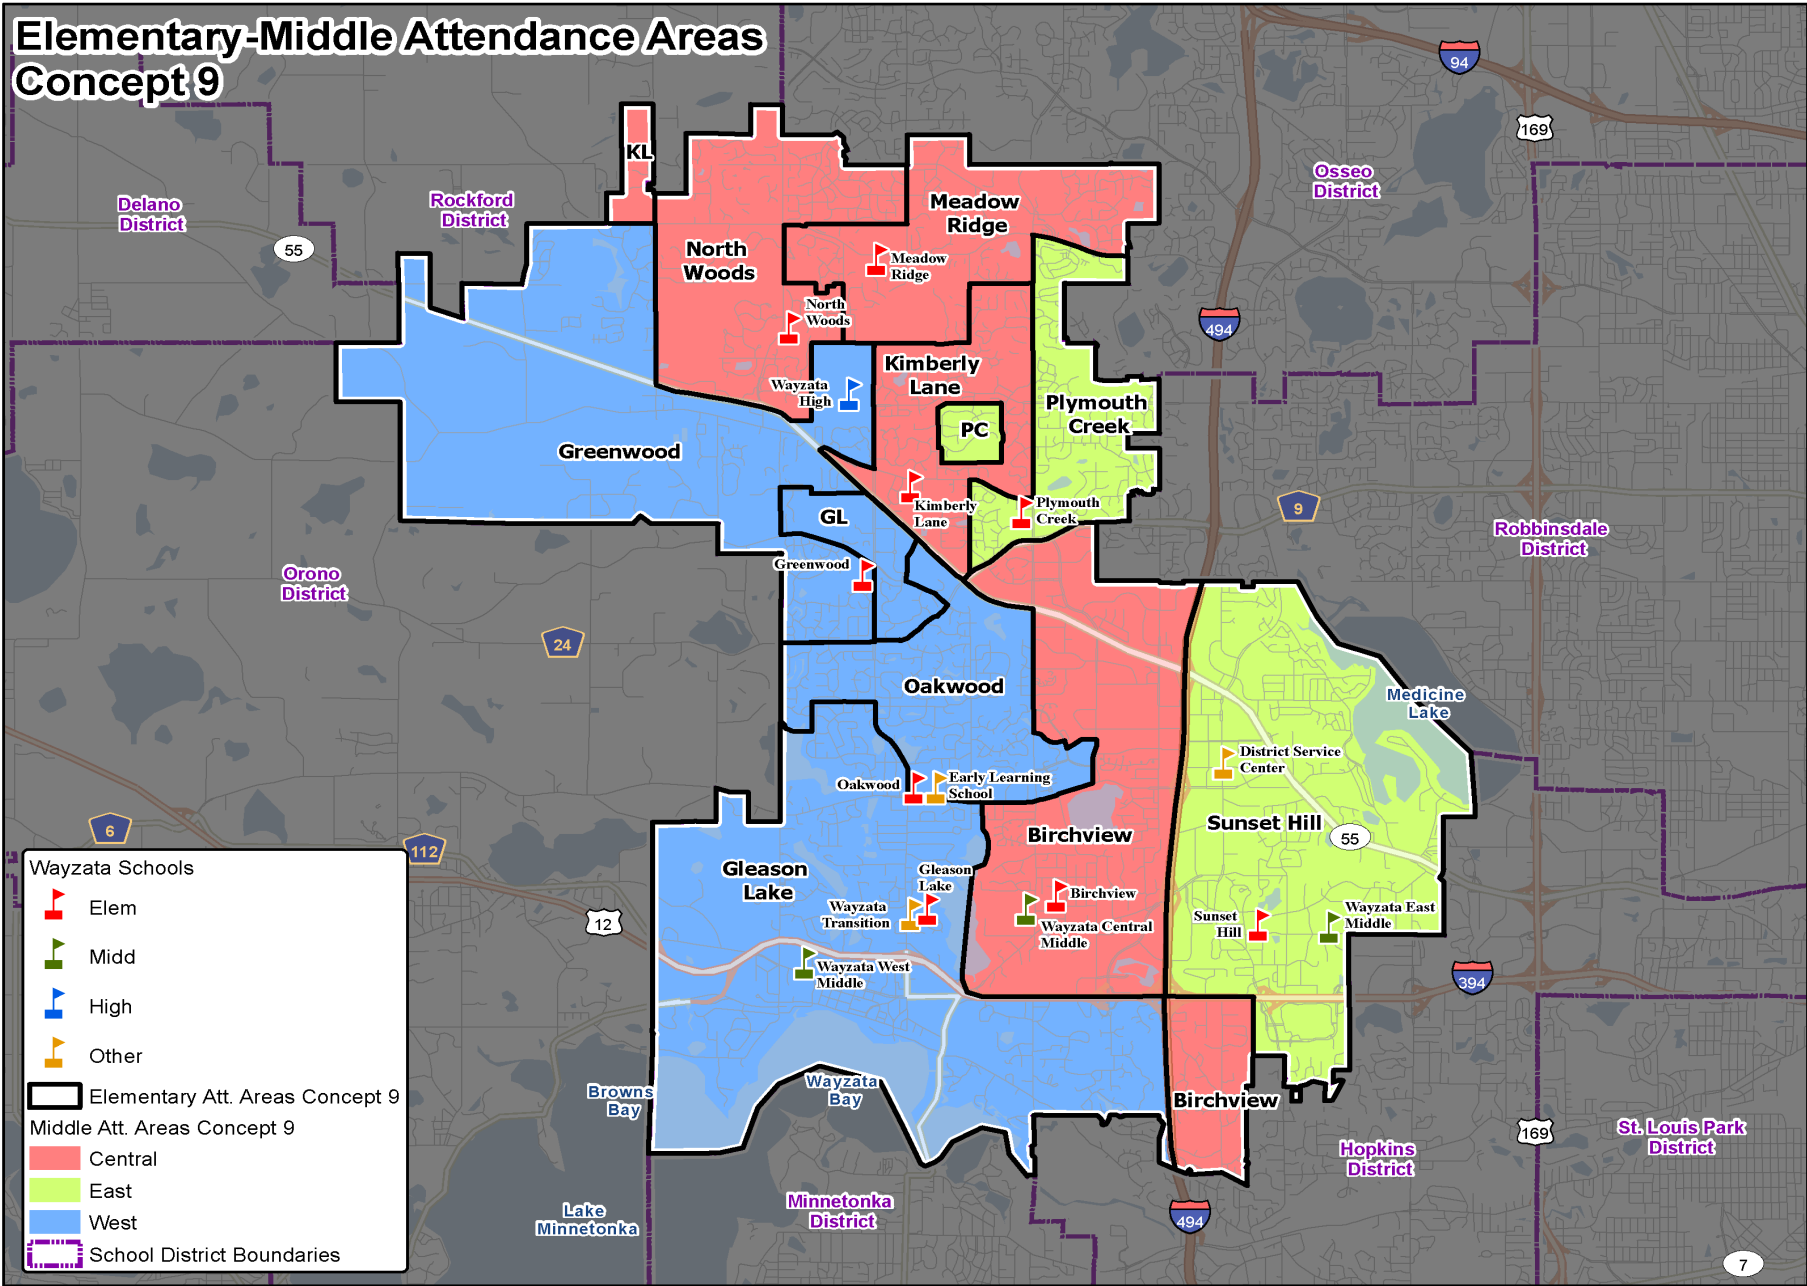 Elementary-Middle Attendance Areas
Concept 9
94
169
KL
Osseo
District
Delano
District
Rockford
District
Meadow
Ridge
55
North
Woods
Meadow
Ridge
North
Woods
494
Kimberly
Lane
Wayzata
High
Plymouth
Creek
PC
Greenwood
Kimberly
Lane
Plymouth
Creek
9
GL
Robbinsdale
District
Greenwood
Orono
District
24
Oakwood
Medicine
Lake
District Service
Center
Oakwood
Early Learning
School
6
112
Birchview
Sunset Hill
55
Gleason
Lake
Gleason
Lake
Birchview
Wayzata
Transition
12
Wayzata Central
Middle
Sunset
Hill
Wayzata East
Middle
Wayzata West
Middle
394
Browns
Bay
Wayzata
Bay
Birchview
169
St. Louis Park
District
Hopkins
District
Lake
Minnetonka
Minnetonka
District
494
7
Wayzata Schools
Elem
Midd
High
Other
Elementary Att. Areas Concept 9
Middle Att. Areas Concept 9
Central
East
West
School District Boundaries